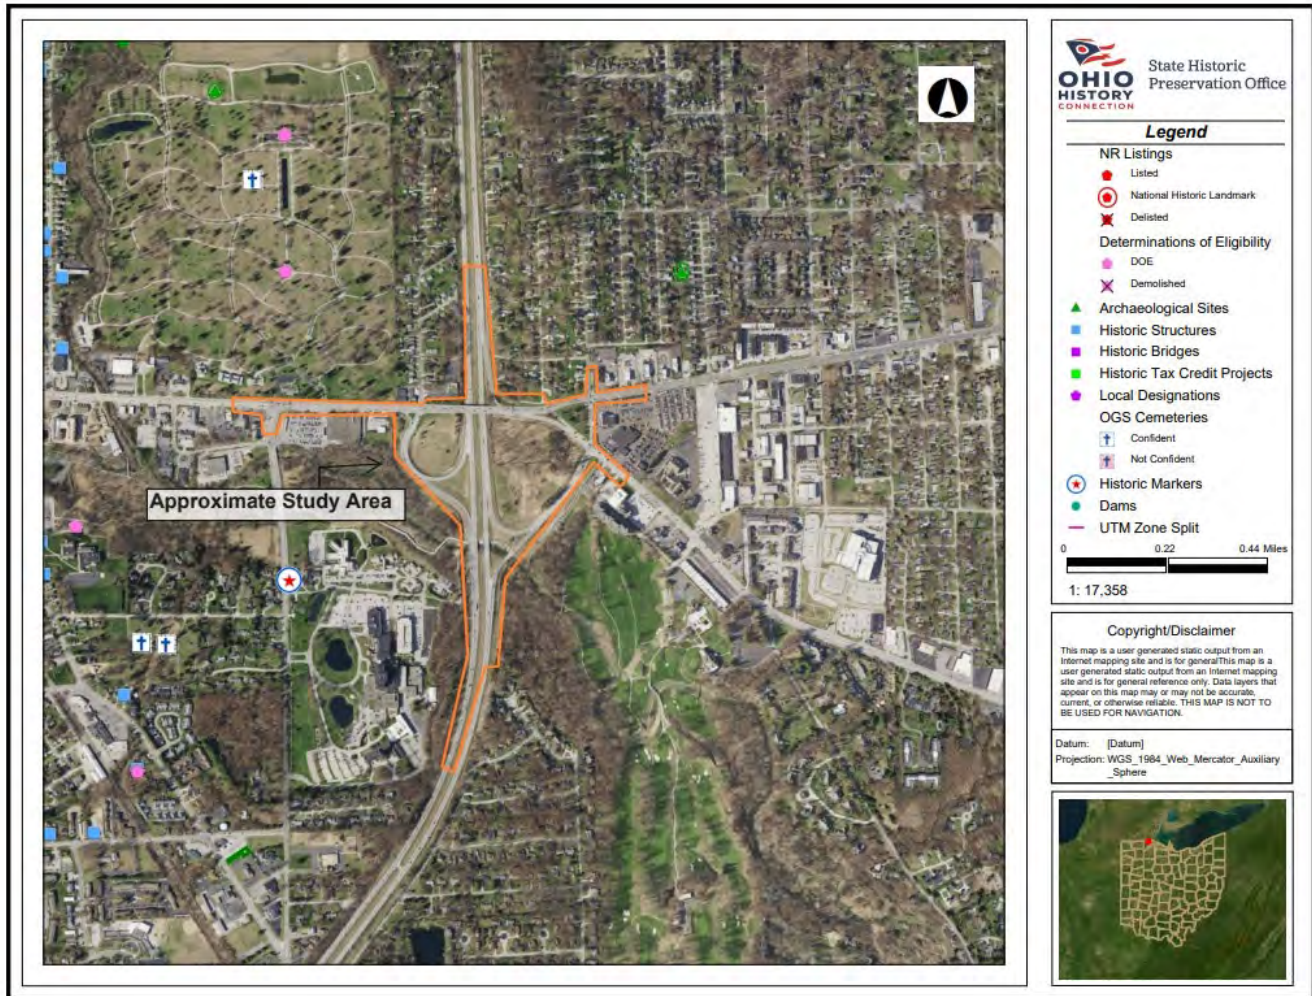 Approximate Study Area
OHIO
HISTORY
CONNECTION
State Historic
Preservation Office
Legend
NR Listings
Listed
National Historic Landmark
Delisted
Determinations of Eligibility
DOE
Demolished
Archaeological Sites
Historic Structures
Historic Bridges
Historic Tax Credit Projects
Local Designations
OGS Cemeteries
Confident
Not Confident
Historic Markers
Dams
UTM Zone Split
0 0.22 0.44 Miles
1: 17,358
Copyright/Disclaimer
This map is a user generated static output from an
Internet mapping site and is for generalThis map is a
user generated static output from an Internet mapping
site and is for general reference only. Data layers that
appear on this map may or may not be accurate,
current, or otherwise reliable. THIS MAP IS NOT TO
BE USED FOR NAVIGATION.
Datum: [Datum]
Projection: WGS_1984_Web_Mercator_Auxiliary
_Sphere